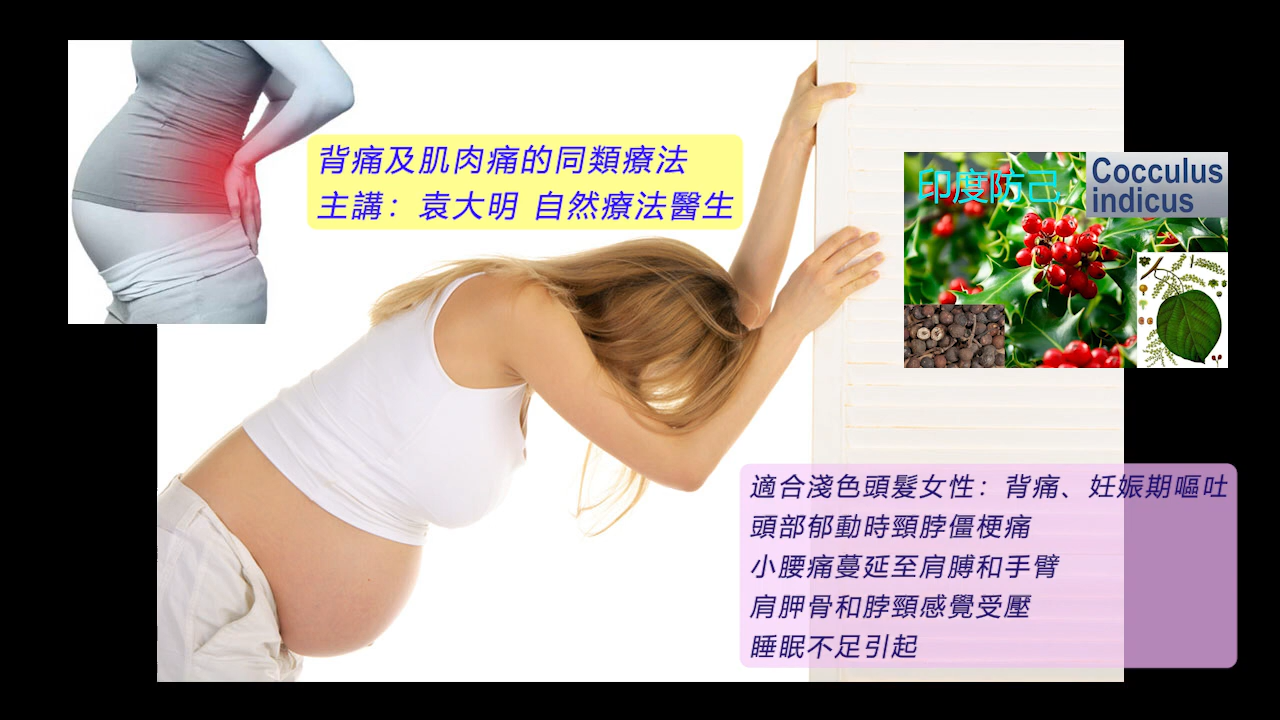 背痛及肌肉痛的同類療法
主講：袁大明 自然療法醫生
印度防己
Cocculus
indicus
適合淺色頭髮女性：背痛、妊娠期嘔吐
頭部郁動時頸脖僵梗痛
小腰痛蔓延至肩膊和手臂
肩胛骨和脖頸感覺受壓
睡眠不足引起